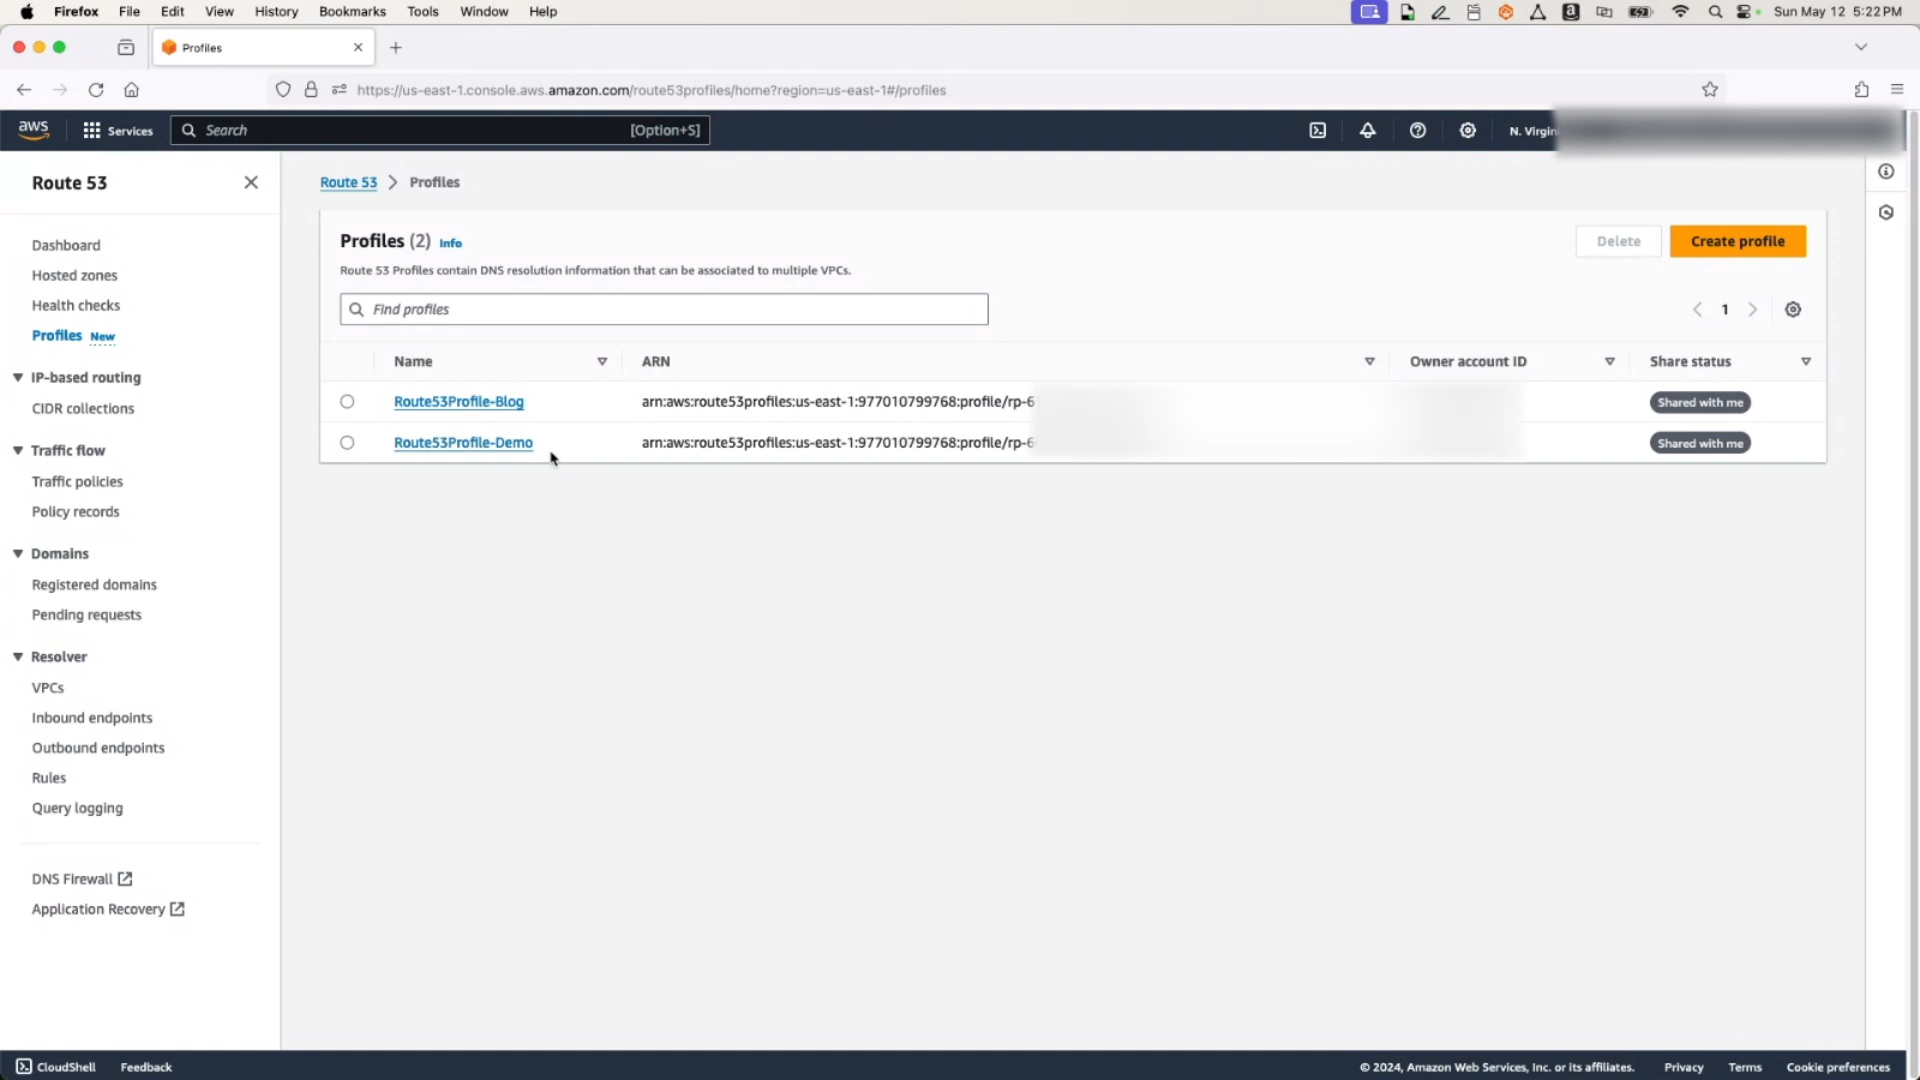 Firefox File Edit View History Bookmarks Tools Window Help Sun May 12 5:22 PM
Profiles
https://us-east-1.console.aws.amazon.com/route53profiles/home?region=us-east-1#/profiles
aws Services Search [Option+S] N. Virgin
Route 53
Dashboard
Hosted zones
Health checks
Profiles New
IP-based routing
CIDR collections
Traffic flow
Traffic policies
Policy records
Domains
Registered domains
Pending requests
Resolver
VPCs
Inbound endpoints
Outbound endpoints
Rules
Query logging
DNS Firewall
Application Recovery
Route 53 > Profiles
Profiles (2) Info
Delete Create profile
Route 53 Profiles contain DNS resolution information that can be associated to multiple VPCs.
Find profiles
1
Name ARN Owner account ID Share status
Route53Profile-Blog arn:aws:route53profiles:us-east-1:977010799768:profile/rp-6 Shared with me
Route53Profile-Demo arn:aws:route53profiles:us-east-1:977010799768:profile/rp-6 Shared with me
CloudShell Feedback © 2024, Amazon Web Services, Inc. or its affiliates. Privacy Terms Cookie preferences